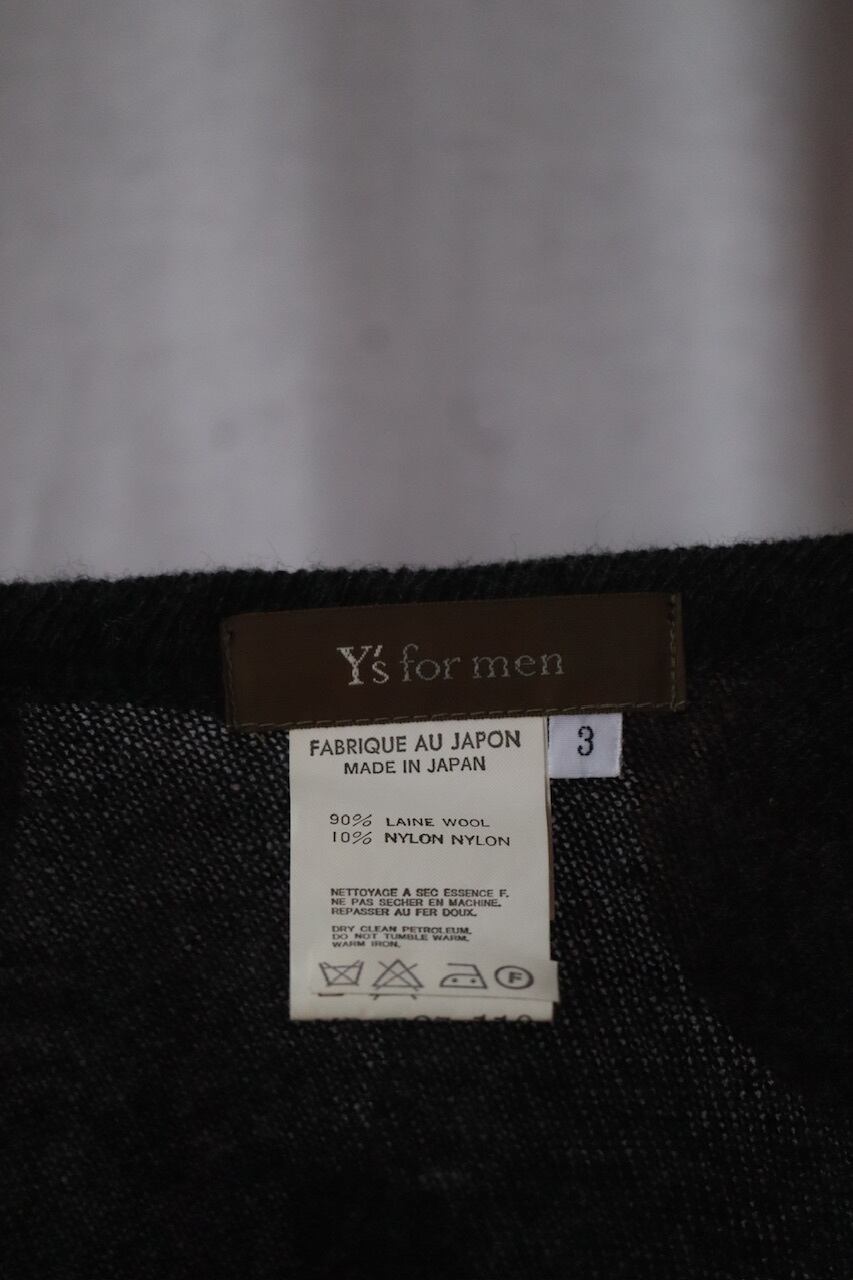 Y's for men
3
FABRIQUE AU JAPON
MADE IN JAPAN
90% LAINE WOOL
10% NYLON NYLON
NETTOYAGE A SEC ESSENCE F.
NE PAS SECHER EN MACHINE.
REPASSER AU FER DOUX.
DRY CLEAN PETROLEUM.
DO NOT TUMBLE WARM.
WARM IRON.
F